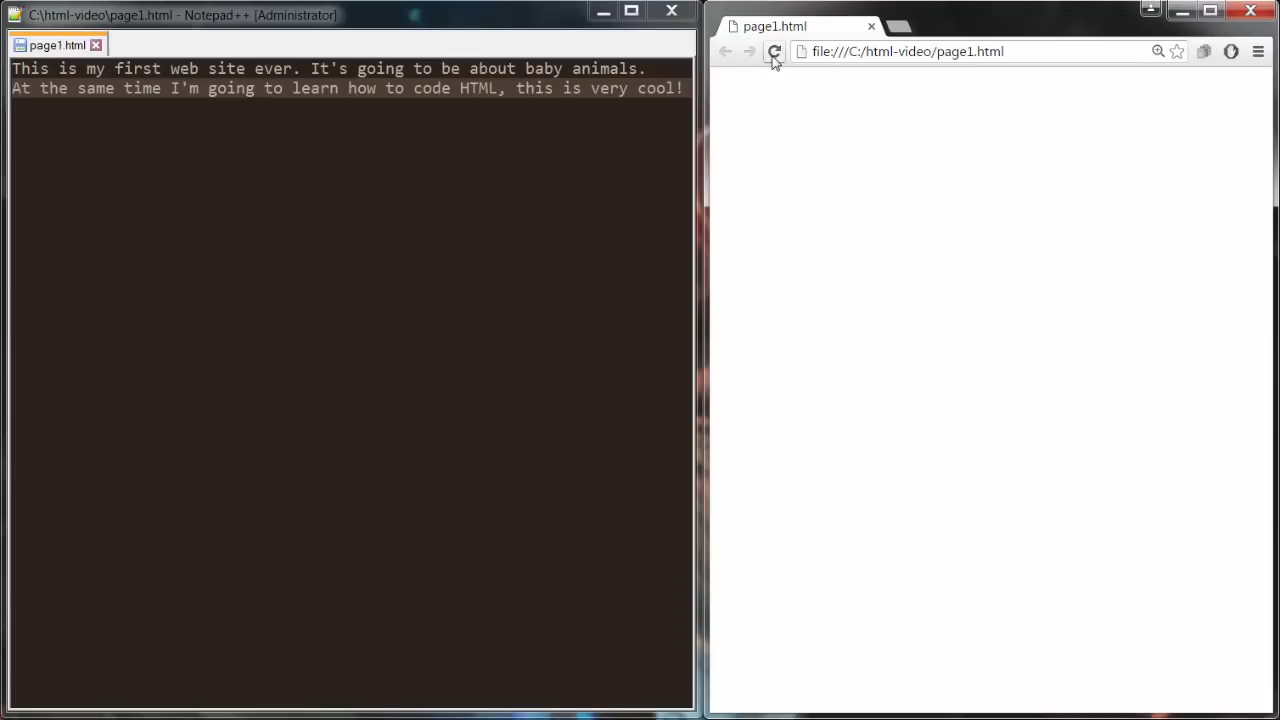 C:\html-video\page1.html - Notepad++ [Administrator]
page1.html
This is my first web site ever. It's going to be about baby animals.
At the same time I'm going to learn how to code HTML, this is very cool!
page1.html
file:///C:/html-video/page1.html